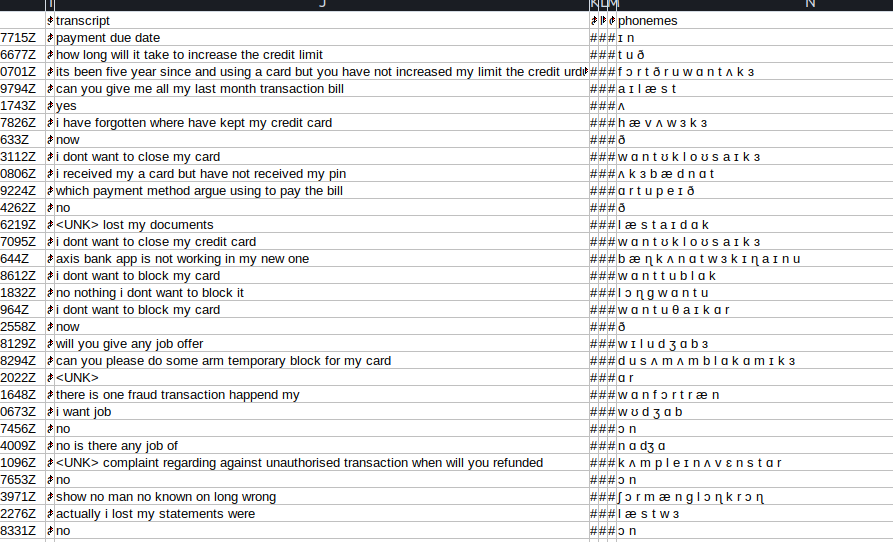 J N
transcript ### phonemes
7715Z payment due date ### ɪ n
6677Z how long will it take to increase the credit limit ### t u ð
0701Z its been five year since and using a card but you have not increased my limit the credit urd ### f ɔ r t ð r u w ɑ n t ʌ k ɜ
9794Z can you give me all my last month transaction bill ### a ɪ l æ s t
1743Z yes ### ʌ
7826Z i have forgotten where have kept my credit card ### h æ v ʌ w ɜ k ɜ
633Z now ### ð
3112Z i dont want to close my card ### w ɑ n t ʊ k l o ʊ s a ɪ k ɜ
0806Z i received my a card but have not received my pin ### ʌ k ɜ b æ d n ɑ t
9224Z which payment method argue using to pay the bill ### ɑ r t u p e ɪ ð
4262Z no ### ð
6219Z <UNK> lost my documents ### l æ s t a ɪ d ɑ k
7095Z i dont want to close my credit card ### w ɑ n t ʊ k l o ʊ s a ɪ k ɜ
644Z axis bank app is not working in my new one ### b æ ɳ k ʌ n ɑ t w ɜ k ɪ ɳ a ɪ n u
8612Z i dont want to block my card ### w ɑ n t t u b l ɑ k
1832Z no nothing i dont want to block it ### l ɔ ɳ g w ɑ n t u
964Z i dont want to block my card ### w ɑ n t u θ a ɪ k ɑ r
2558Z now ### ð
8129Z will you give any job offer ### w ɪ l u d ʒ ɑ b ɜ
8294Z can you please do some arm temporary block for my card ### d u s ʌ m ʌ m b l ɑ k ɑ m ɪ k ɜ
2022Z <UNK> ### ɑ r
1648Z there is one fraud transaction happend my ### w ɑ n f ɔ r t r æ n
0673Z i want job ### w ʊ d ʒ ɑ b
7456Z no ### ɔ n
4009Z no is there any job of ### n ɑ dʒ ɑ
1096Z <UNK> complaint regarding against unauthorised transaction when will you refunded ### k ʌ m p l e ɪ n ʌ v ɛ n s t ɑ r
7653Z no ### ɔ n
3971Z show no man no known on long wrong ### ʃ ɔ r m æ n g l ɔ ɳ k r ɔ ɳ
2276Z actually i lost my statements were ### l æ s t w ɜ
8331Z no ### ɔ n